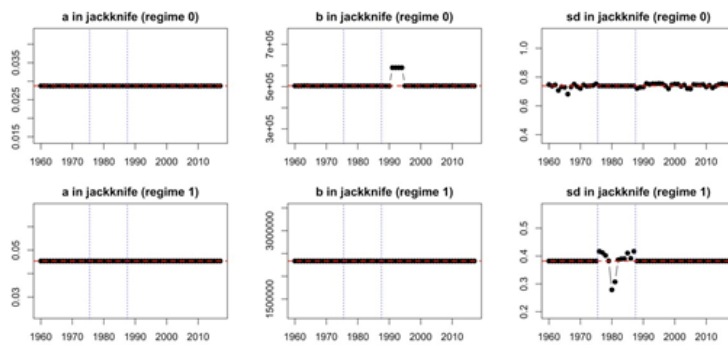 a in jackknife (regime 0)
b in jackknife (regime 0)
sd in jackknife (regime 0)
0.015 0.025 0.035
3e+05 5e+05 7e+05
0.4 0.6 0.8 1.0
1960 1970 1980 1990 2000 2010
1960 1970 1980 1990 2000 2010
1960 1970 1980 1990 2000 2010
a in jackknife (regime 1)
b in jackknife (regime 1)
sd in jackknife (regime 1)
0.03 0.05
1500000 3000000
0.2 0.3 0.4 0.5
1960 1970 1980 1990 2000 2010
1960 1970 1980 1990 2000 2010
1960 1970 1980 1990 2000 2010